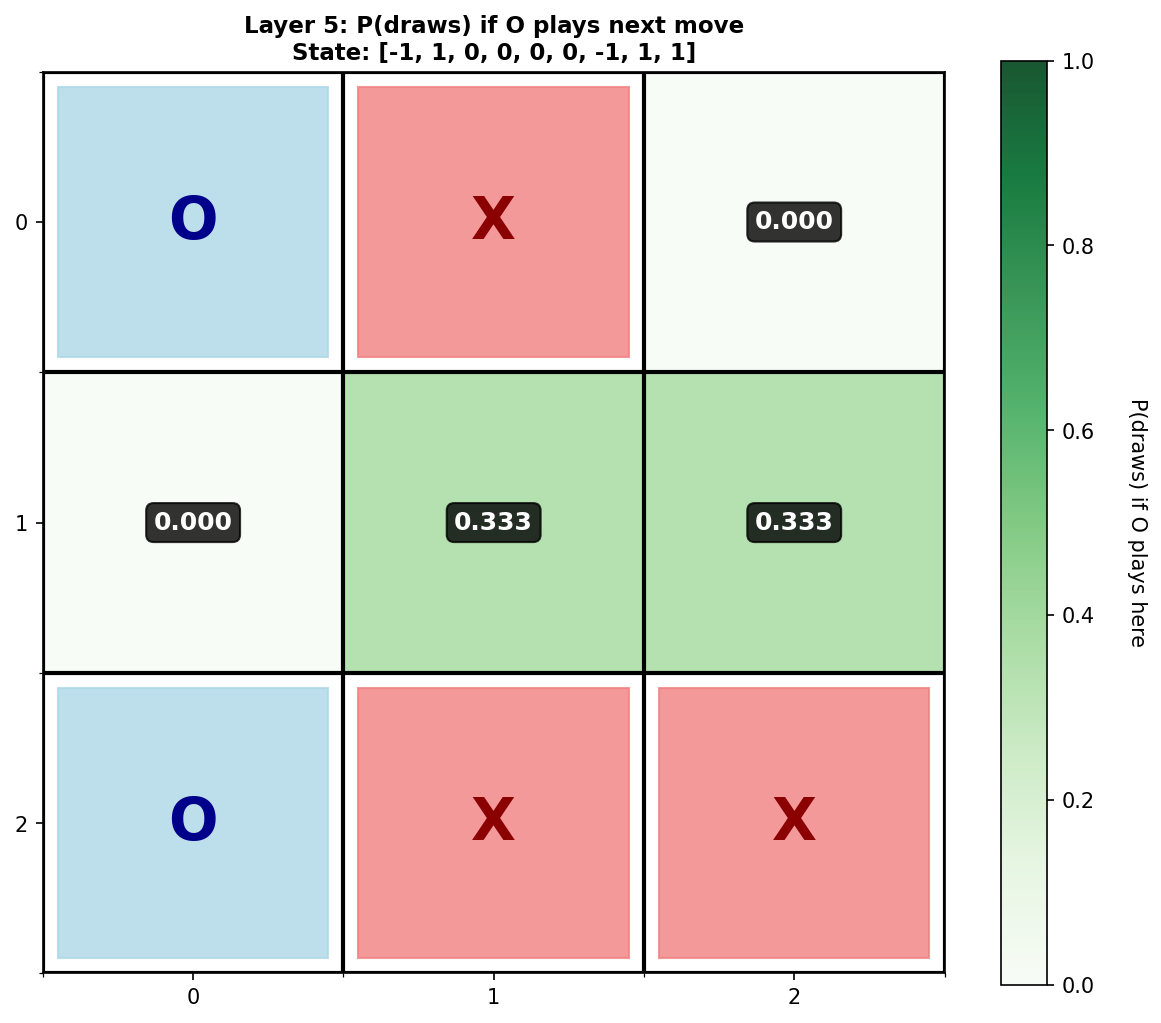 Layer 5: P(draws) if O plays next move
State: [-1, 1, 0, 0, 0, 0, -1, 1, 1]
O
X
0.000
0.000
0.333
0.333
O
X
X
0
1
2
0
1
2
1.0
0.8
0.6
0.4
0.2
0.0
P(draws) if O plays here